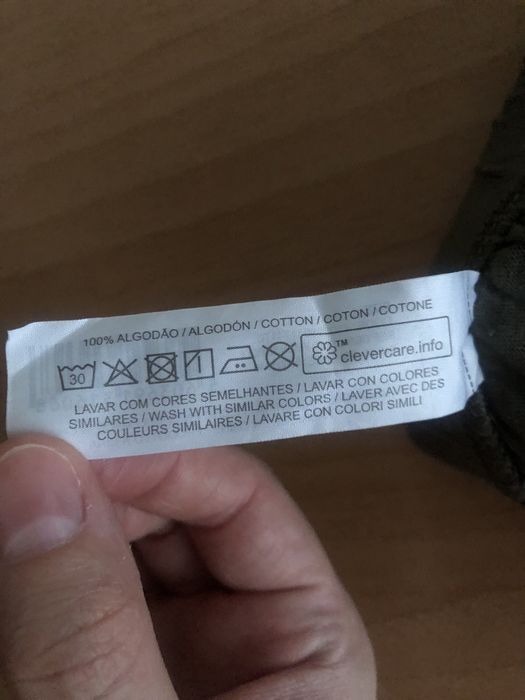 100% ALGODÃO / ALGODÓN / COTTON / COTON / COTONE
30
™
clevercare.info
LAVAR COM CORES SEMELHANTES / LAVAR CON COLORES
SIMILARES / WASH WITH SIMILAR COLORS / LAVER AVEC DES
COULEURS SIMILAIRES / LAVARE CON COLORI SIMILI